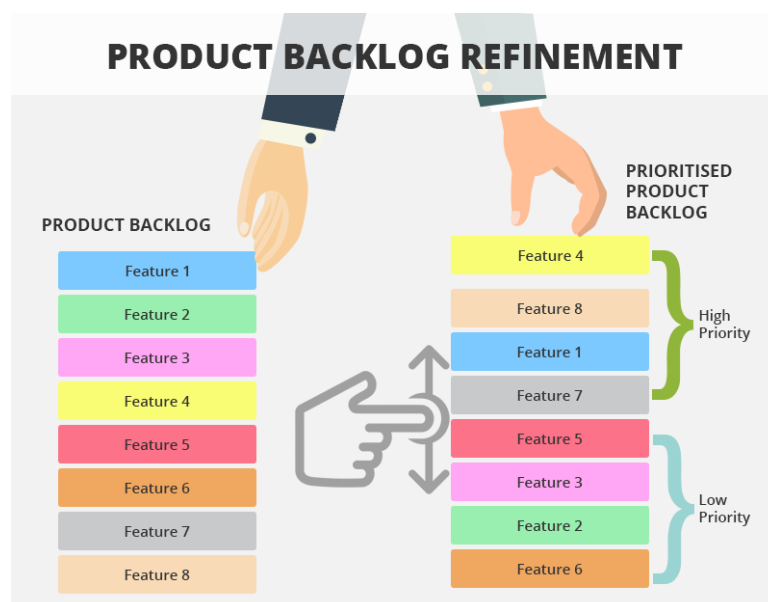 PRODUCT BACKLOG REFINEMENT
PRODUCT BACKLOG
Feature 1
Feature 2
Feature 3
Feature 4
Feature 5
Feature 6
Feature 7
Feature 8
PRIORITISED
PRODUCT
BACKLOG
Feature 4
Feature 8
Feature 1
Feature 7
Feature 5
Feature 3
Feature 2
Feature 6
High
Priority
Low
Priority